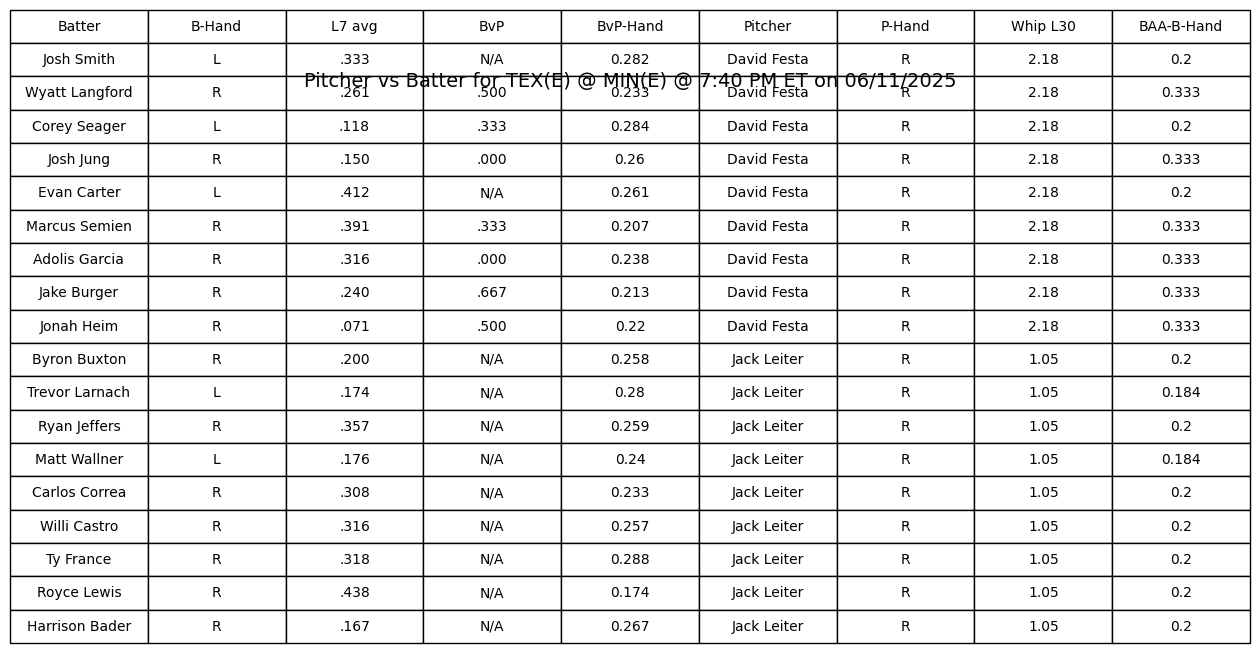 Batter B-Hand L7 avg BvP BvP-Hand Pitcher P-Hand Whip L30 BAA-B-Hand
Josh Smith L .333 N/A 0.282 David Festa R 2.18 0.2
Pitcher vs Batter for TEX(E) @ MIN(E) @ 7:40 PM ET on 06/11/2025
Wyatt Langford R .261 .500 0.233 David Festa R 2.18 0.333
Corey Seager L .118 .333 0.284 David Festa R 2.18 0.2
Josh Jung R .150 .000 0.26 David Festa R 2.18 0.333
Evan Carter L .412 N/A 0.261 David Festa R 2.18 0.2
Marcus Semien R .391 .333 0.207 David Festa R 2.18 0.333
Adolis Garcia R .316 .000 0.238 David Festa R 2.18 0.333
Jake Burger R .240 .667 0.213 David Festa R 2.18 0.333
Jonah Heim R .071 .500 0.22 David Festa R 2.18 0.333
Byron Buxton R .200 N/A 0.258 Jack Leiter R 1.05 0.2
Trevor Larnach L .174 N/A 0.28 Jack Leiter R 1.05 0.184
Ryan Jeffers R .357 N/A 0.259 Jack Leiter R 1.05 0.2
Matt Wallner L .176 N/A 0.24 Jack Leiter R 1.05 0.184
Carlos Correa R .308 N/A 0.233 Jack Leiter R 1.05 0.2
Willi Castro R .316 N/A 0.257 Jack Leiter R 1.05 0.2
Ty France R .318 N/A 0.288 Jack Leiter R 1.05 0.2
Royce Lewis R .438 N/A 0.174 Jack Leiter R 1.05 0.2
Harrison Bader R .167 N/A 0.267 Jack Leiter R 1.05 0.2